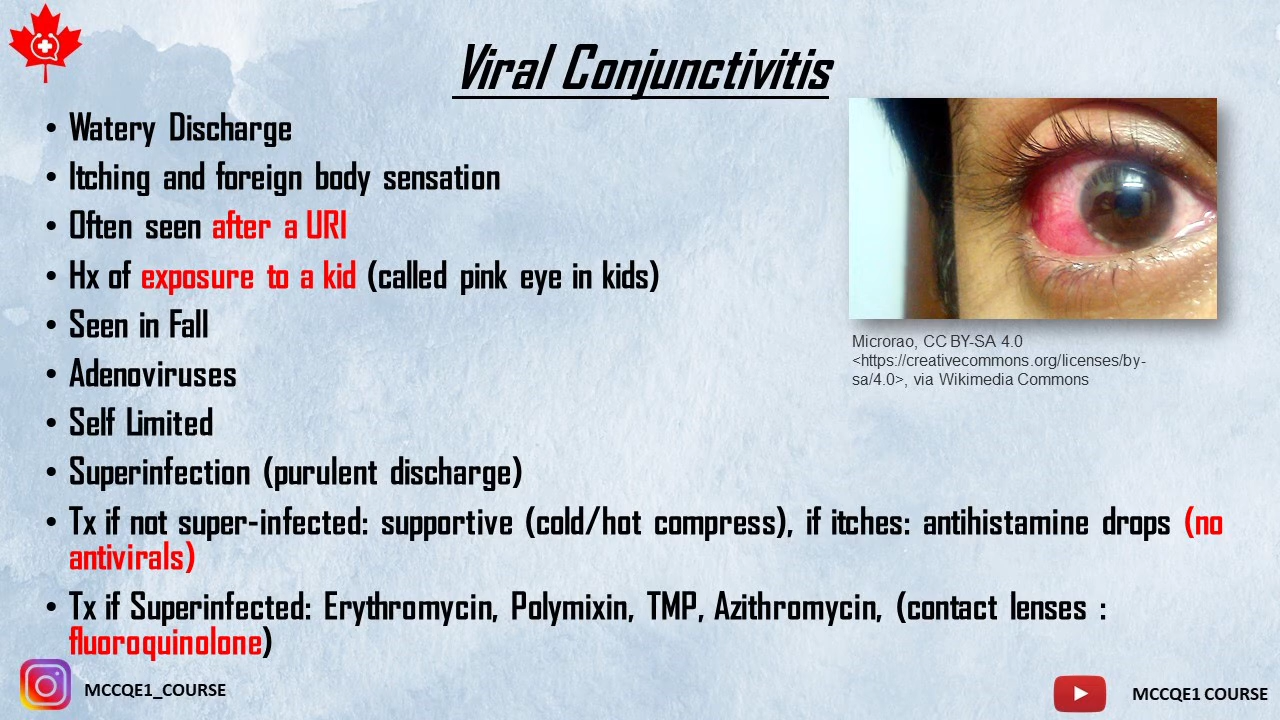 Viral Conjunctivitis
• Watery Discharge
• Itching and foreign body sensation
• Often seen after a URI
• Hx of exposure to a kid (called pink eye in kids)
• Seen in Fall
• Adenoviruses
• Self Limited
• Superinfection (purulent discharge)
• Tx if not super-infected: supportive (cold/hot compress), if itches: antihistamine drops (no
antivirals)
• Tx if Superinfected: Erythromycin, Polymixin, TMP, Azithromycin, (contact lenses :
fluoroquinolone)
Microrao, CC BY-SA 4.0
<https://creativecommons.org/licenses/by-
sa/4.0>, via Wikimedia Commons
MCCQE1_COURSE
MCCQE1 COURSE